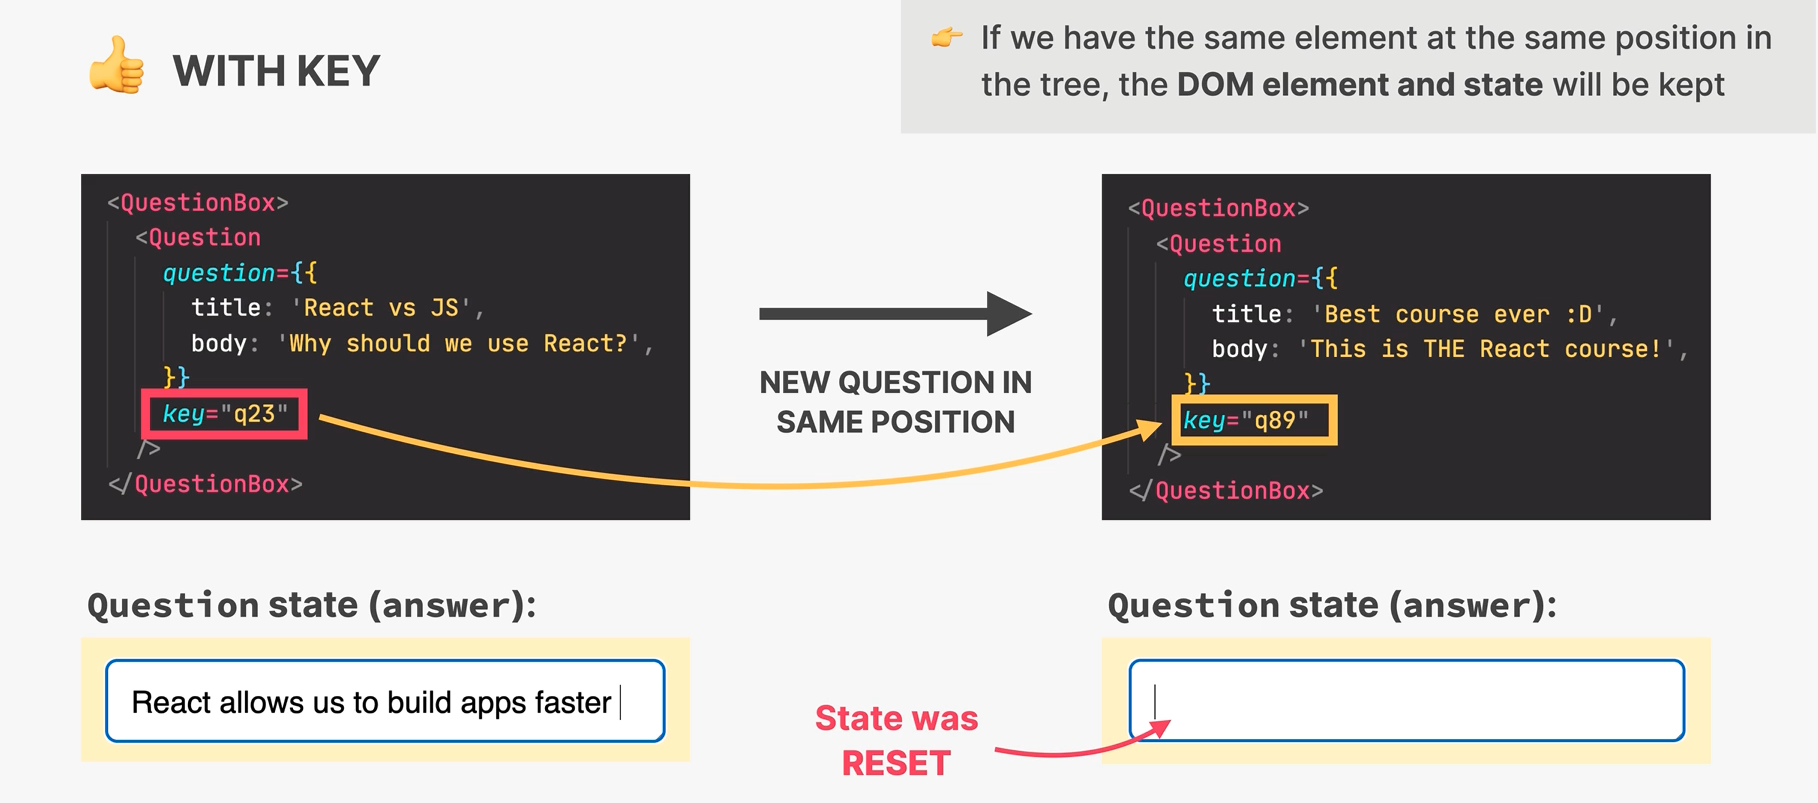 WITH KEY
👉 If we have the same element at the same position in
the tree, the DOM element and state will be kept
<QuestionBox>
<Question
question={{
title: 'React vs JS',
body: 'Why should we use React?',
}}
key="q23"
/>
</QuestionBox>
NEW QUESTION IN
SAME POSITION
<QuestionBox>
<Question
question={{
title: 'Best course ever :D',
body: 'This is THE React course!',
}}
key="q89"
/>
</QuestionBox>
Question state (answer):
React allows us to build apps faster
State was
RESET
Question state (answer):